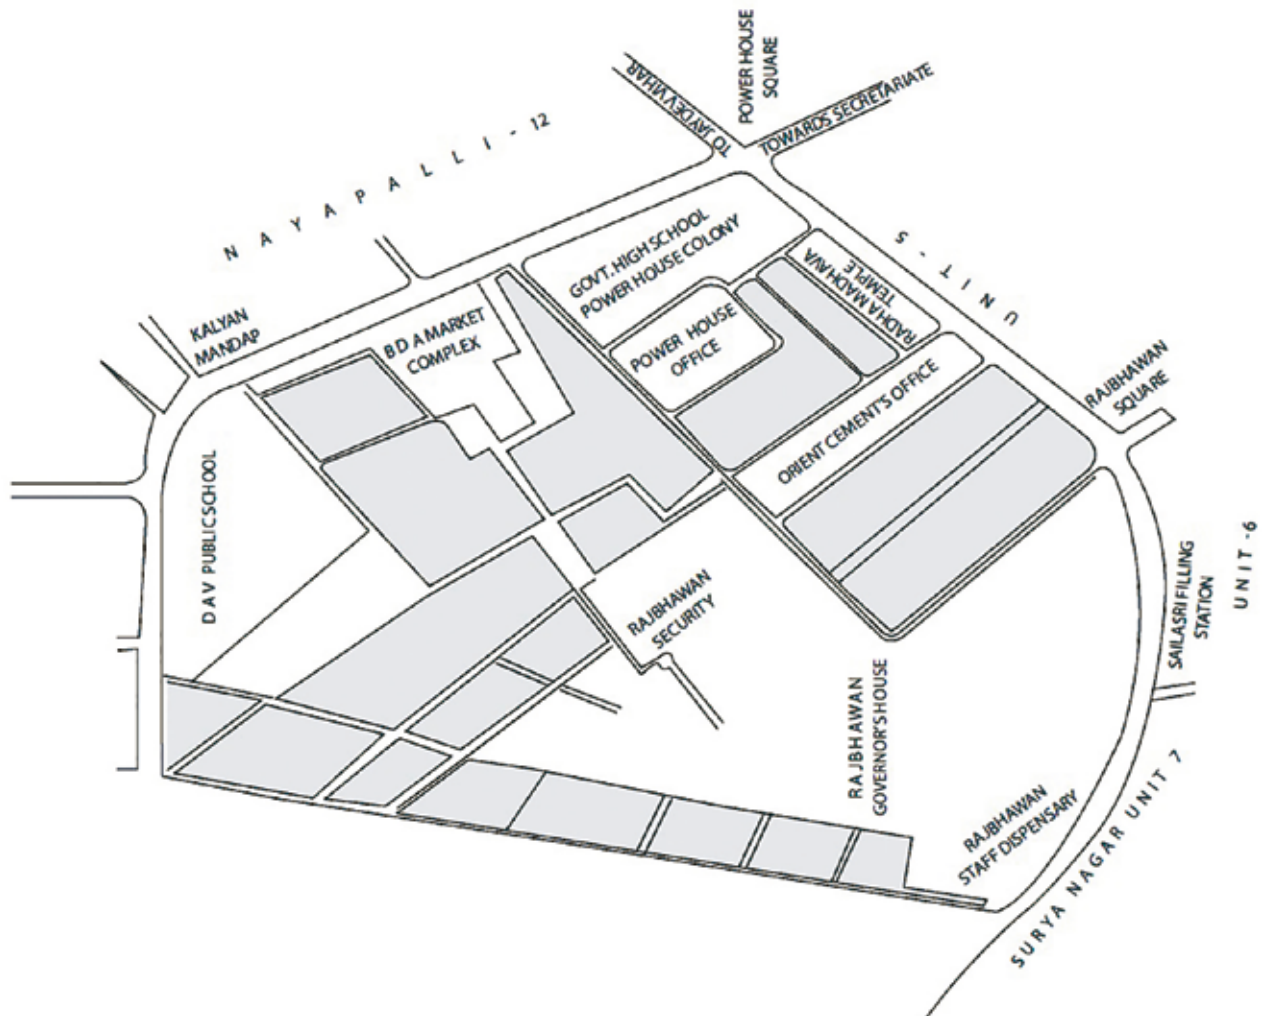 POWER HOUSE
SQUARE
TO JAYDEV VIHAR
TOWARDS SECRETARIATE
N A Y A P A L L I - 12
GOVT. HIGH SCHOOL
POWER HOUSE COLONY
RADHA MADHAVA
TEMPLE
U N I T - 5
KALYAN
MANDAP
B D A MARKET
COMPLEX
POWER HOUSE
OFFICE
ORIENT CEMENT'S OFFICE
RAJBHAWAN
SQUARE
D A V PUBLIC SCHOOL
RAJBHAWAN
SECURITY
SAILASRI FILLING
STATION
UNIT -6
RAJBHAWAN
GOVERNOR'S HOUSE
RAJBHAWAN
STAFF DISPENSARY
SURYA NAGAR UNIT 7